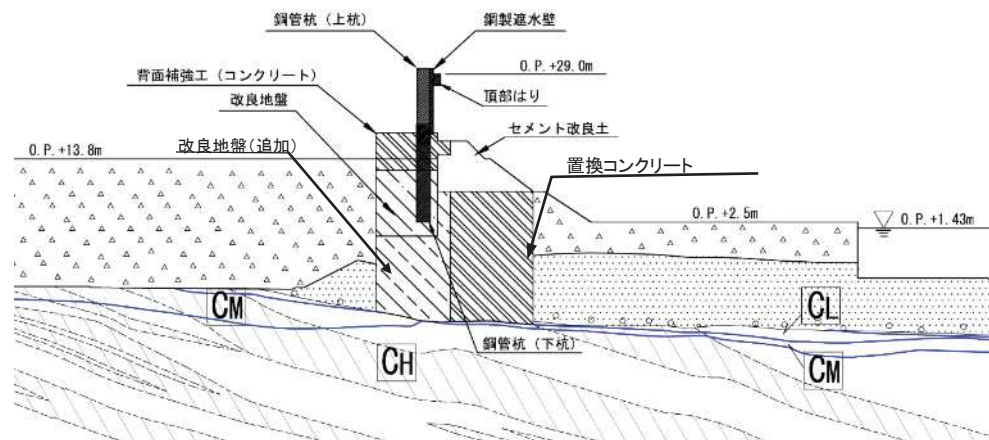 鋼管杭（上杭）
鋼製遮水壁
O.P.+29.0m
背面補強工（コンクリート）
頂部はり
改良地盤
セメント改良土
改良地盤(追加)
置換コンクリート
O.P.+13.8m
O.P.+2.5m
O.P.+1.43m
CM
CL
鋼管杭（下杭）
CH
CM